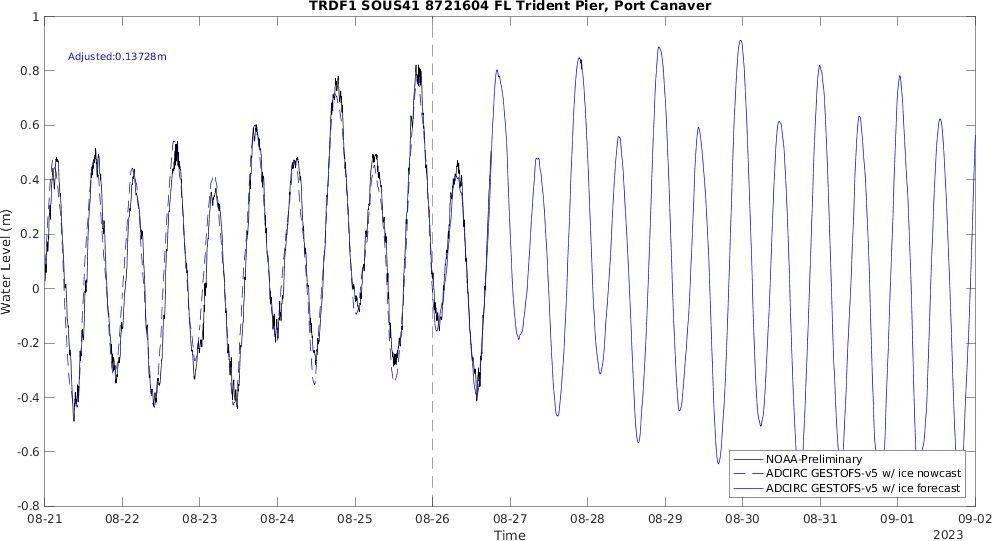 TRDF1 SOUS41 8721604 FL Trident Pier, Port Canaver
Adjusted:0.13728m
Water Level (m)
1
0.8
0.6
0.4
0.2
0
-0.2
-0.4
-0.6
-0.8
NOAA-Preliminary
ADCIRC GESTOFS-v5 w/ ice nowcast
ADCIRC GESTOFS-v5 w/ ice forecast
08-21 08-22 08-23 08-24 08-25 08-26 08-27 08-28 08-29 08-30 08-31 09-01 09-02
Time
2023